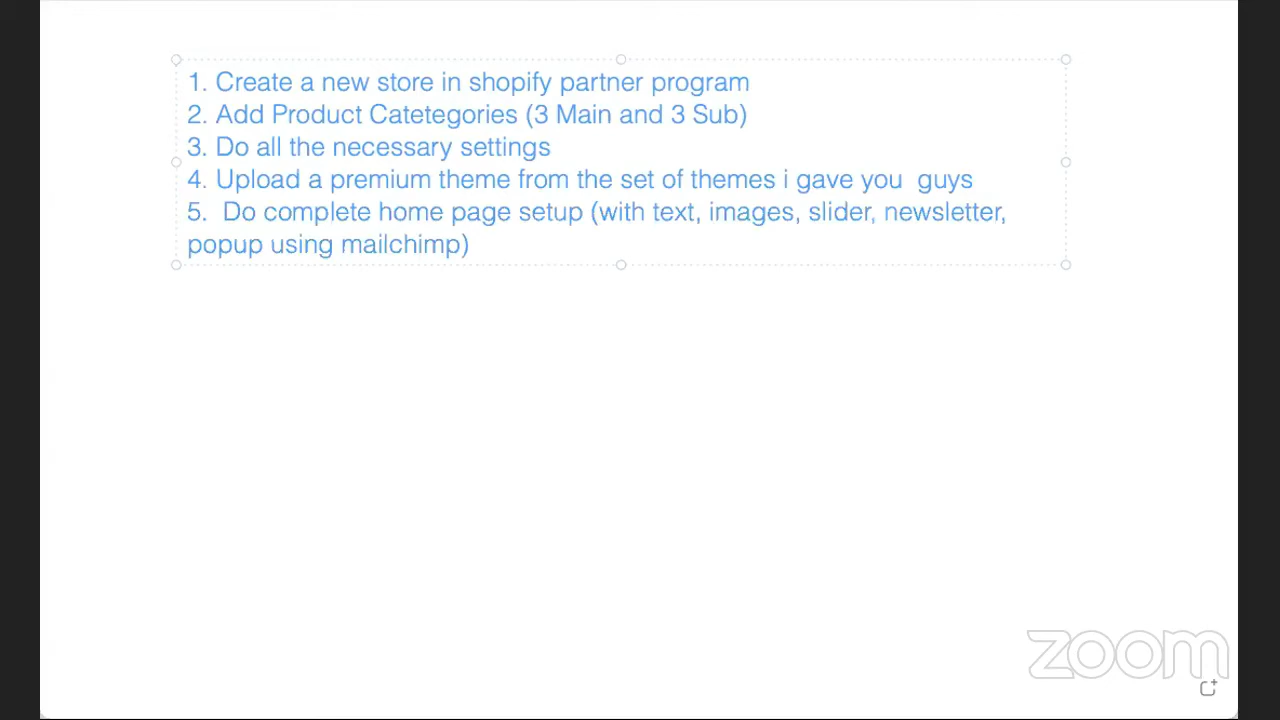 1. Create a new store in shopify partner program
2. Add Product Catetegories (3 Main and 3 Sub)
3. Do all the necessary settings
4. Upload a premium theme from the set of themes i gave you  guys
5.  Do complete home page setup (with text, images, slider, newsletter,
popup using mailchimp)
zoom